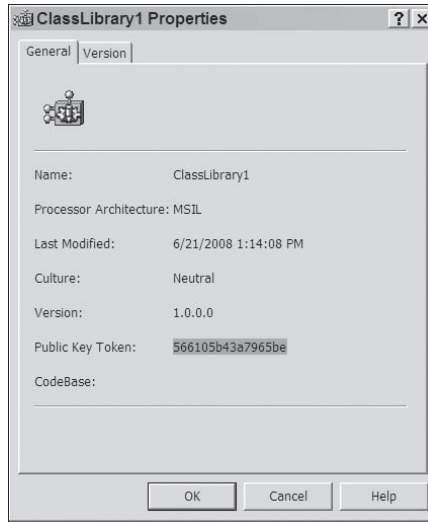 ClassLibrary1 Properties
General Version
Name: ClassLibrary1
Processor Architecture: MSIL
Last Modified: 6/21/2008 1:14:08 PM
Culture: Neutral
Version: 1.0.0.0
Public Key Token: 566105b43a7965be
CodeBase:
OK Cancel Help